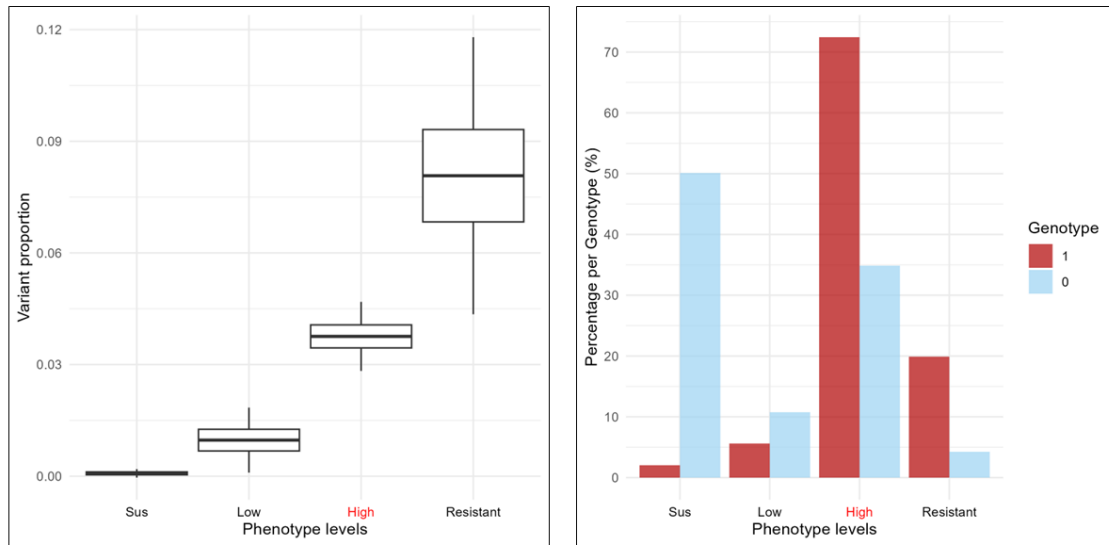 Variant proportion
0.12
0.09
0.06
0.03
0.00
Sus Low High Resistant
Phenotype levels
Percentage per Genotype (%)
70
60
50
40
30
20
10
0
Sus Low High Resistant
Phenotype levels
Genotype
1
0